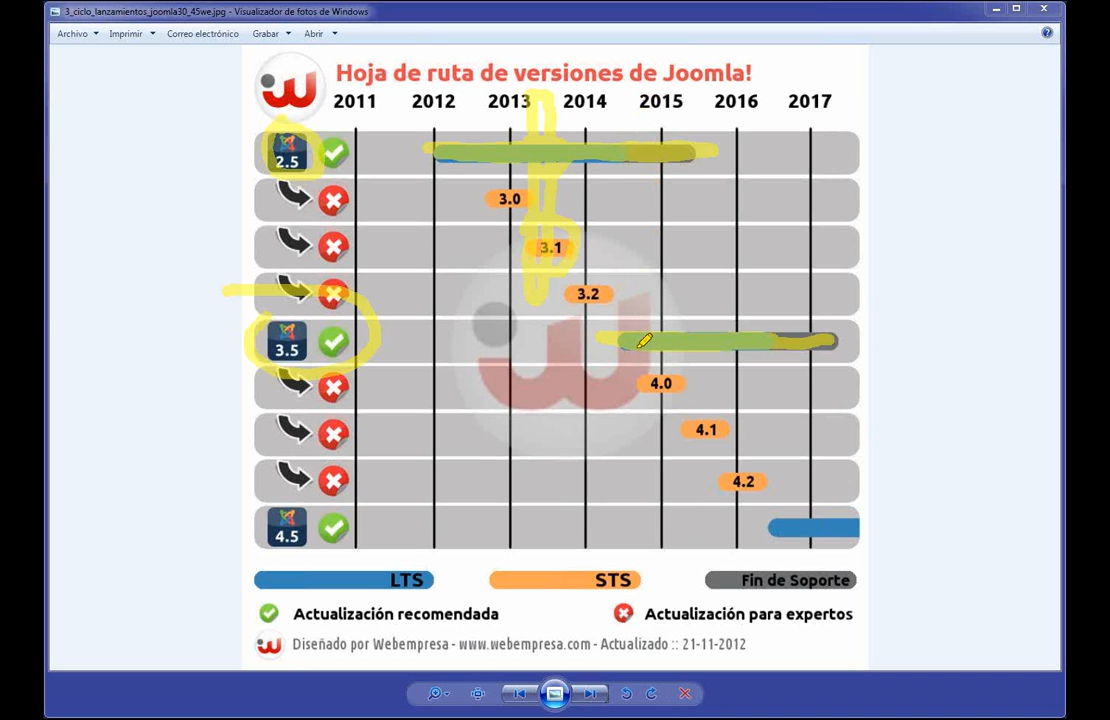 3_ciclo_lanzamientos_joomla30_45we.jpg - Visualizador de fotos de Windows
Archivo Imprimir Correo electrónico Grabar Abrir
Hoja de ruta de versiones de Joomla!
2011 2012 2013 2014 2015 2016 2017
2.5
3.0
3.1
3.2
3.5
4.0
4.1
4.2
4.5
LTS STS Fin de Soporte
Actualización recomendada Actualización para expertos
Diseñado por Webempresa - www.webempresa.com - Actualizado :: 21-11-2012